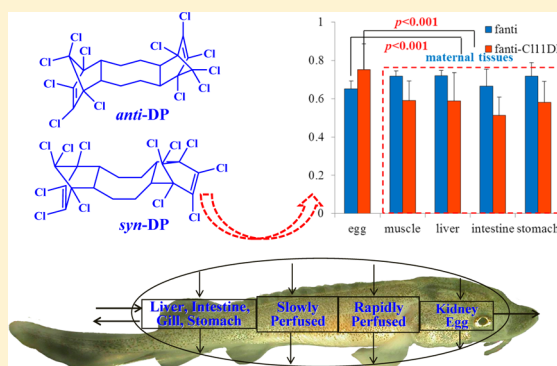 Cl
Cl
Cl
Cl
Cl
Cl
Cl
Cl
Cl
Cl
Cl
Cl
anti-DP
Cl
Cl
Cl
Cl
Cl
Cl
Cl
Cl
Cl
Cl
Cl
Cl
syn-DP
1
0.8
0.6
0.4
0.2
0
p<0.001
p<0.001
maternal tissues
fanti
fanti-Cl11DP
egg muscle liver intestine stomach
Liver, Intestine,
Gill, Stomach
Slowly
Perfused
Rapidly
Perfused
Kidney
Egg